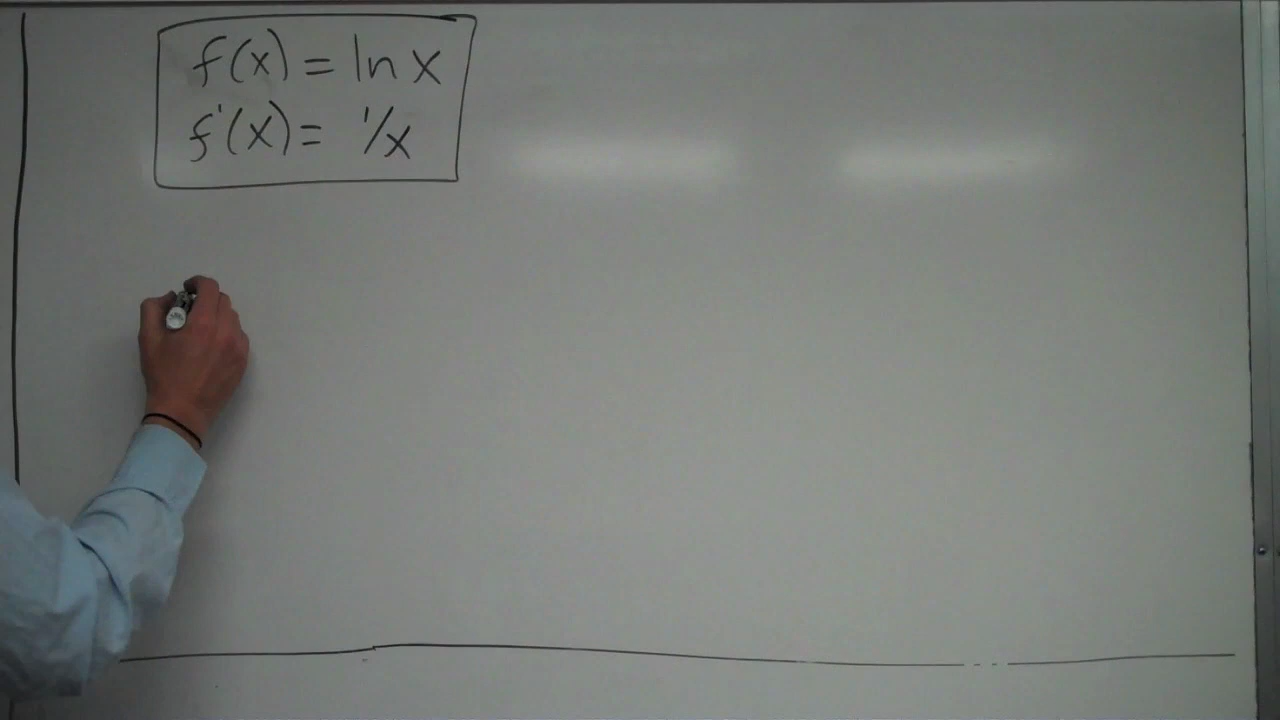 f(x) = ln x
f'(x) = 1/x